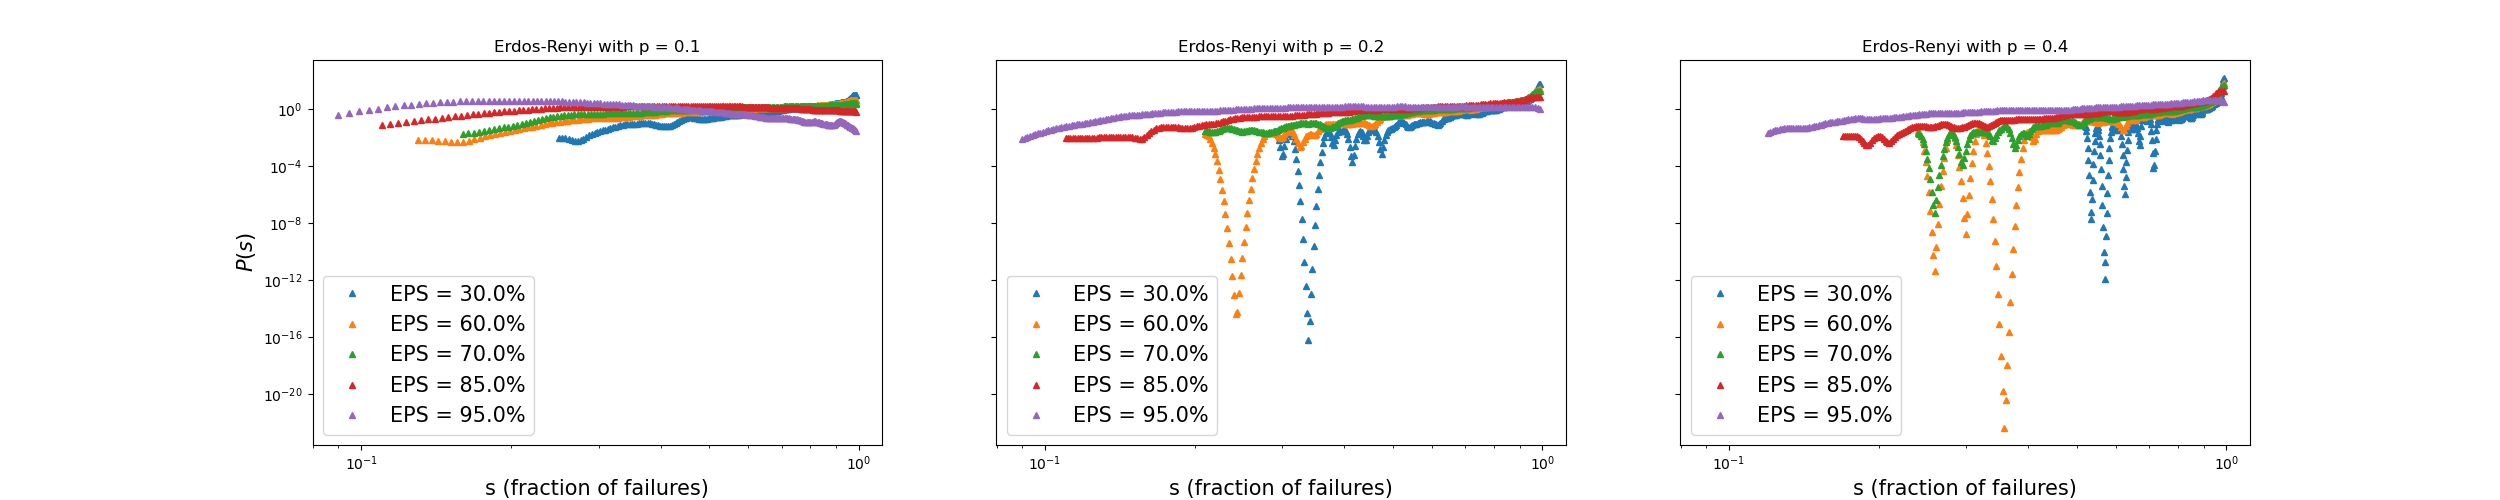 Erdos-Renyi with p = 0.1
P(s)
10^0
10^-4
10^-8
10^-12
10^-16
10^-20
EPS = 30.0%
EPS = 60.0%
EPS = 70.0%
EPS = 85.0%
EPS = 95.0%
10^-1
10^0
s (fraction of failures)
Erdos-Renyi with p = 0.2
EPS = 30.0%
EPS = 60.0%
EPS = 70.0%
EPS = 85.0%
EPS = 95.0%
10^-1
10^0
s (fraction of failures)
Erdos-Renyi with p = 0.4
EPS = 30.0%
EPS = 60.0%
EPS = 70.0%
EPS = 85.0%
EPS = 95.0%
10^-1
10^0
s (fraction of failures)